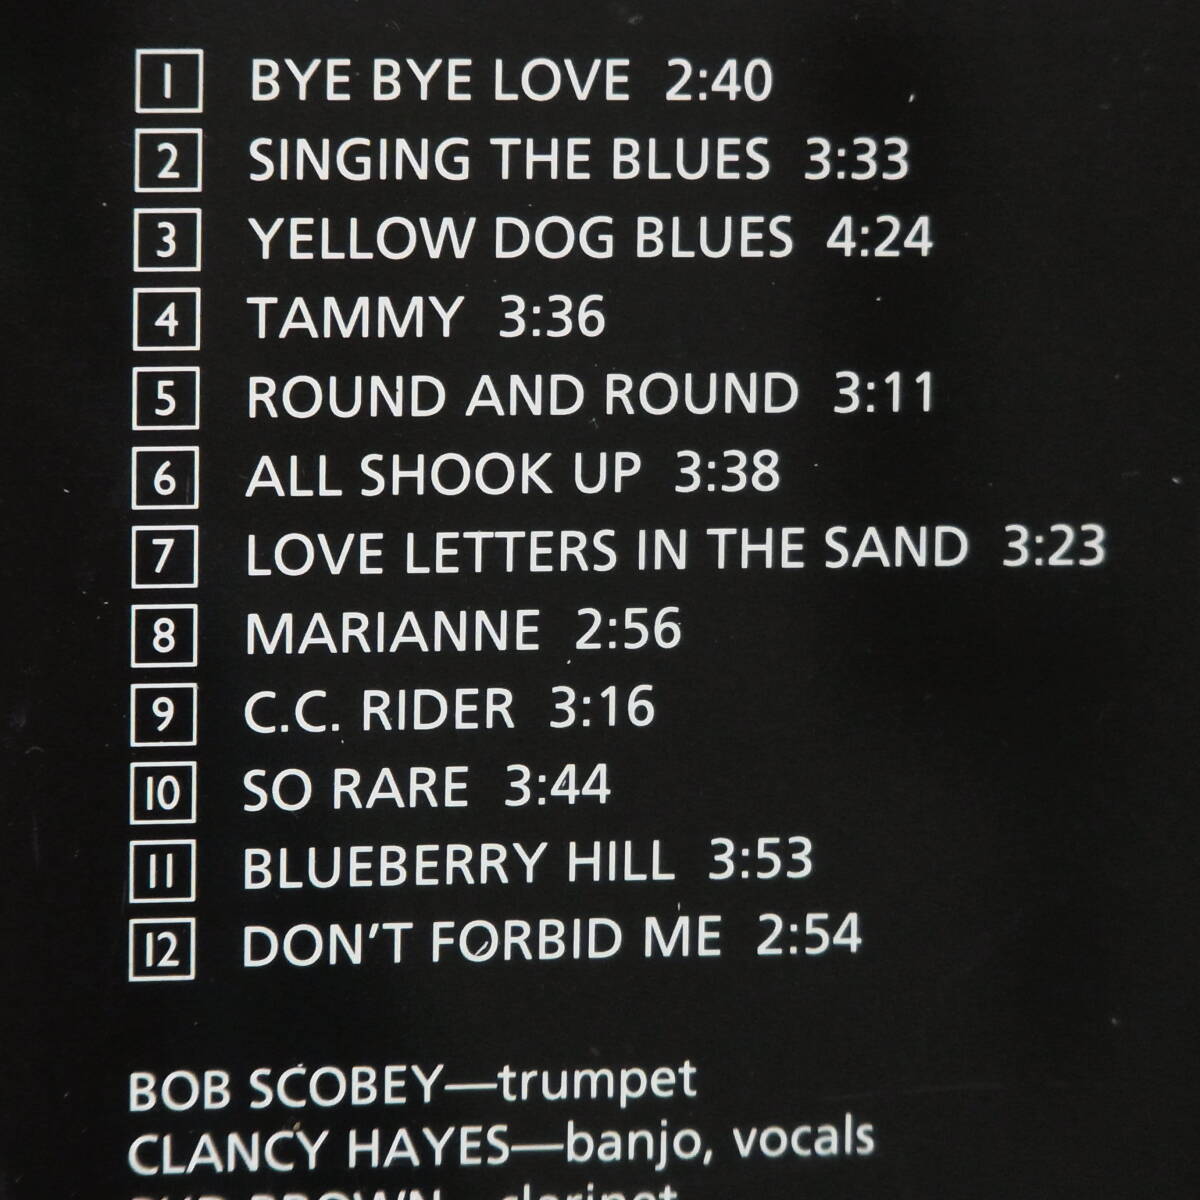 1 BYE BYE LOVE 2:40
2 SINGING THE BLUES 3:33
3 YELLOW DOG BLUES 4:24
4 TAMMY 3:36
5 ROUND AND ROUND 3:11
6 ALL SHOOK UP 3:38
7 LOVE LETTERS IN THE SAND 3:23
8 MARIANNE 2:56
9 C.C. RIDER 3:16
10 SO RARE 3:44
11 BLUEBERRY HILL 3:53
12 DON'T FORBID ME 2:54
BOB SCOBEY—trumpet
CLANCY HAYES—banjo, vocals